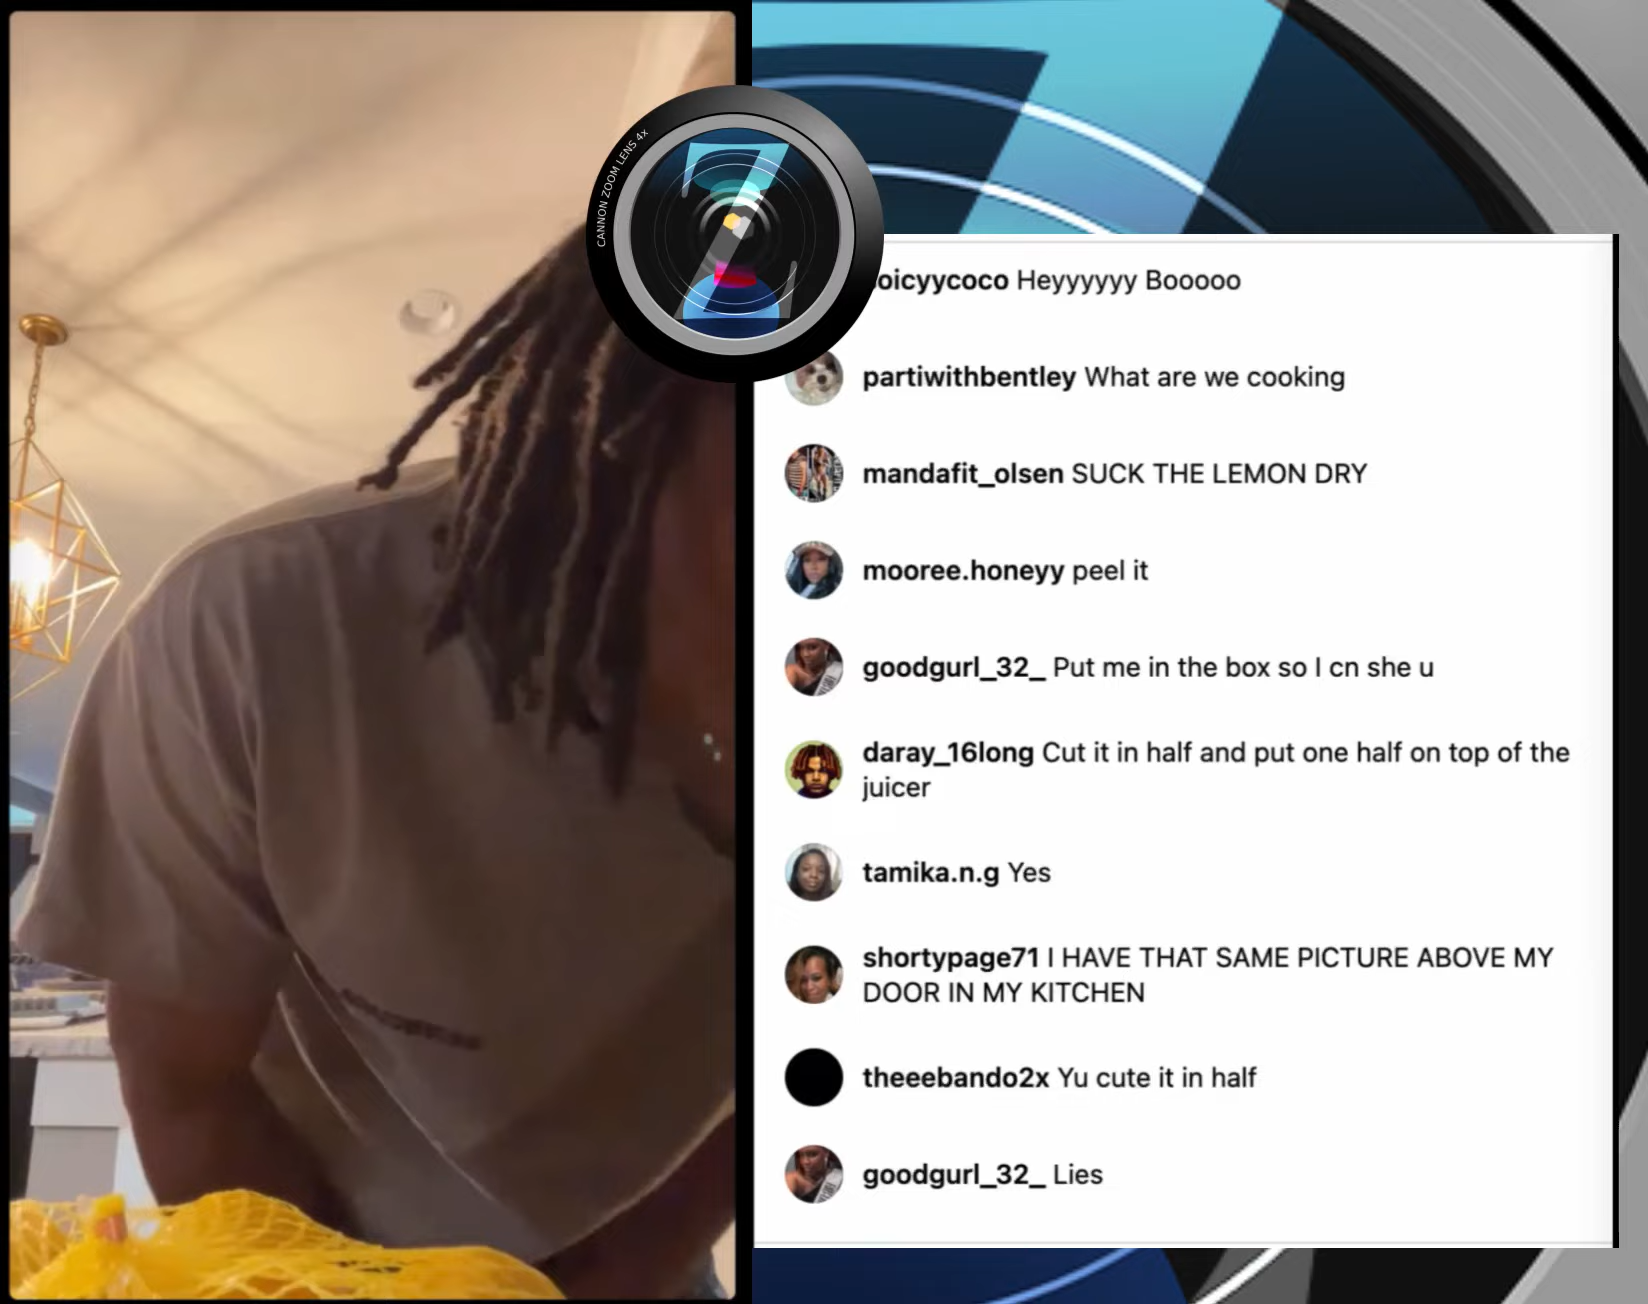 CANNON ZOOM LENS 4x
oicyycoco Heyyyyyy Booooo
partiwithbentley What are we cooking
mandafit_olsen SUCK THE LEMON DRY
mooree.honeyy peel it
goodgurl_32_ Put me in the box so I cn she u
daray_16long Cut it in half and put one half on top of the
juicer
tamika.n.g Yes
shortypage71 I HAVE THAT SAME PICTURE ABOVE MY
DOOR IN MY KITCHEN
theeebando2x Yu cute it in half
goodgurl_32_ Lies